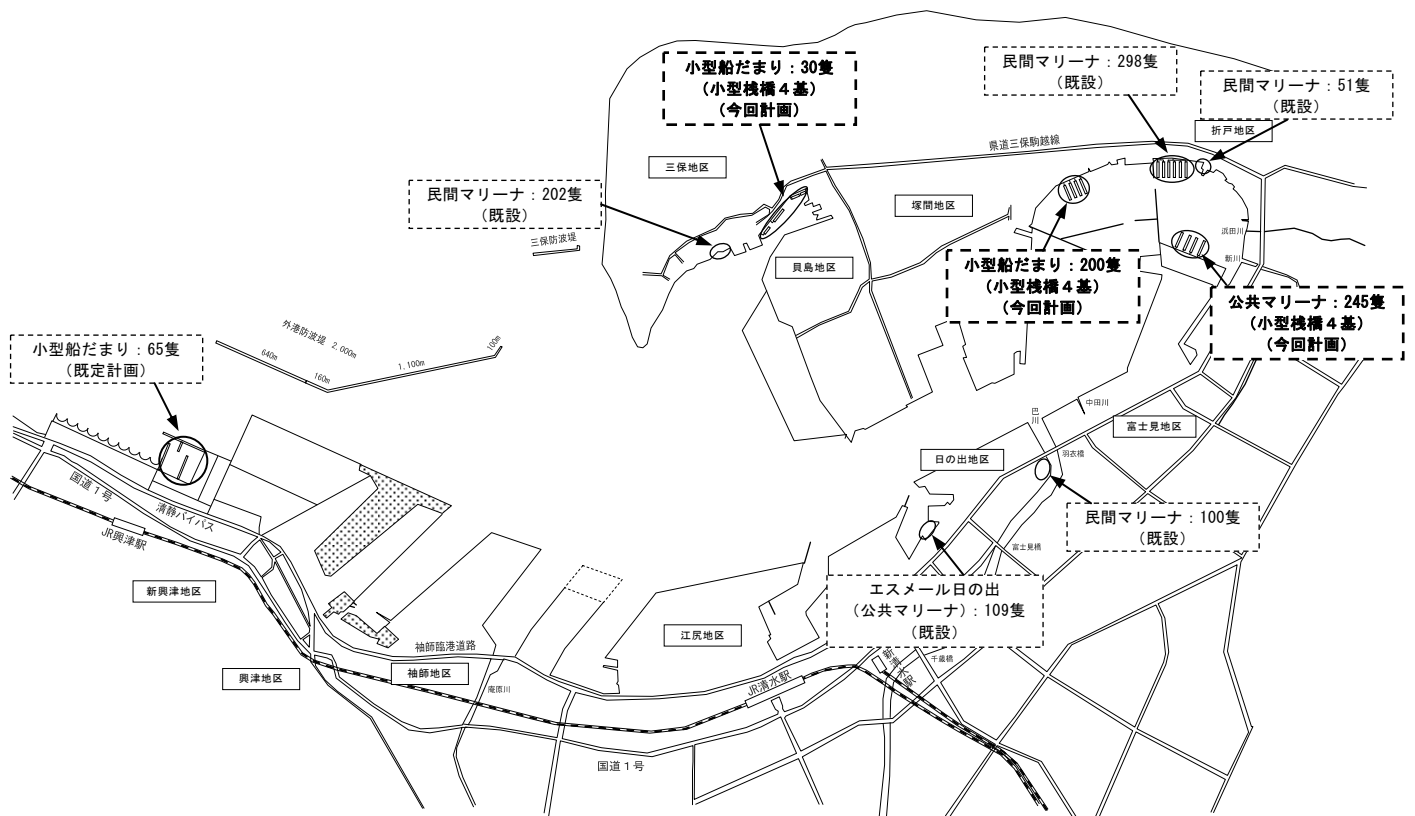 小型船だまり：30隻
（小型桟橋４基）
（今回計画）
民間マリーナ：298隻
（既設）
民間マリーナ：51隻
（既設）
折戸地区
県道三保駒越線
三保地区
民間マリーナ：202隻
（既設）
塚間地区
三保防波堤
貝島地区
浜田川
新川
小型船だまり：200隻
（小型桟橋４基）
（今回計画）
公共マリーナ：245隻
（小型桟橋４基）
（今回計画）
外港防波堤 2,000m
640m
160m
1,100m
100m
小型船だまり：65隻
（既定計画）
巴川
中田川
富士見地区
羽衣橋
日の出地区
国道１号
清静バイパス
JR興津駅
民間マリーナ：100隻
（既設）
富士見橋
エスメール日の出
（公共マリーナ）：109隻
（既設）
新興津地区
江尻地区
袖師臨港道路
袖師地区
興津地区
庵原川
JR清水駅
新清水駅
千歳橋
国道１号